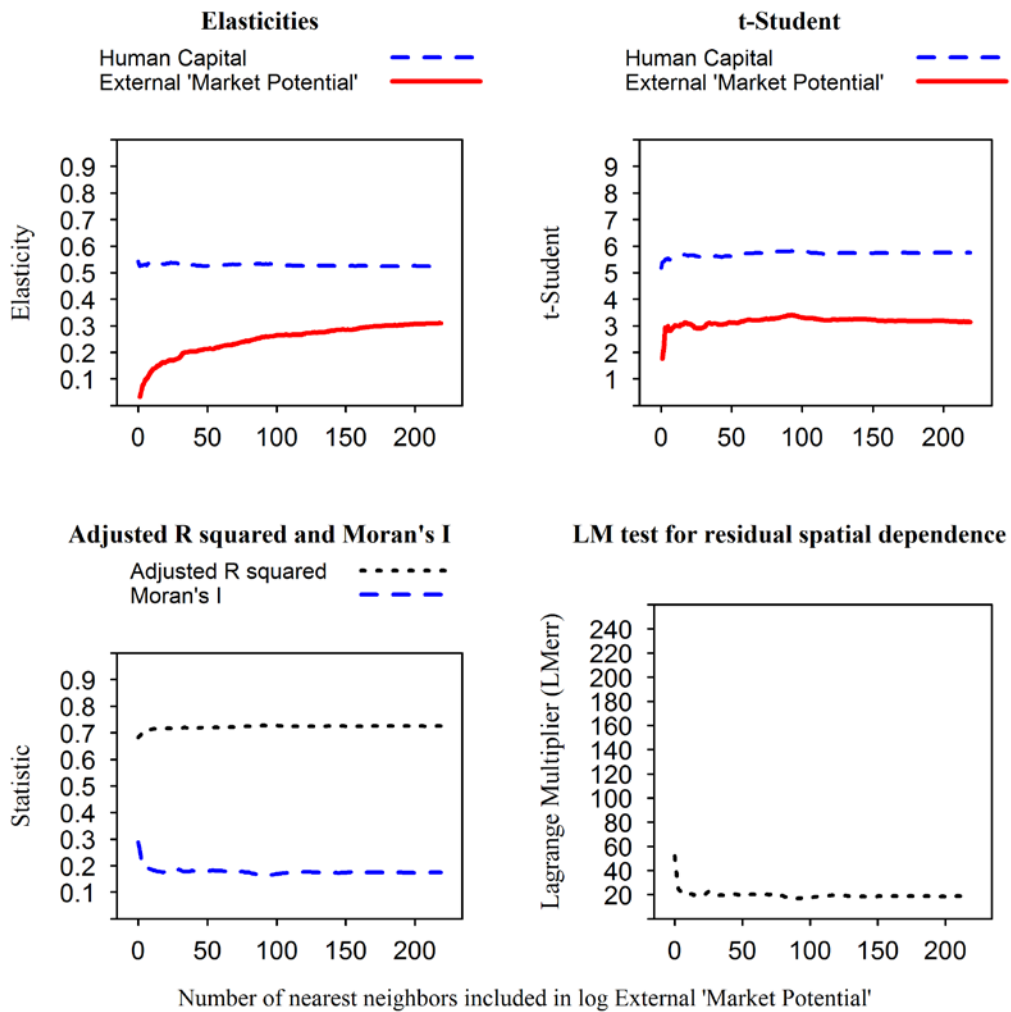 Elasticities
Human Capital
External 'Market Potential'
Elasticity
0.9
0.8
0.7
0.6
0.5
0.4
0.3
0.2
0.1
0 50 100 150 200
t-Student
Human Capital
External 'Market Potential'
t-Student
9
8
7
6
5
4
3
2
1
0 50 100 150 200
Adjusted R squared and Moran's I
Adjusted R squared
Moran's I
Statistic
0.9
0.8
0.7
0.6
0.5
0.4
0.3
0.2
0.1
0 50 100 150 200
LM test for residual spatial dependence
Lagrange Multiplier (LMerr)
240
220
200
180
160
140
120
100
80
60
40
20
0 50 100 150 200
Number of nearest neighbors included in log External 'Market Potential'